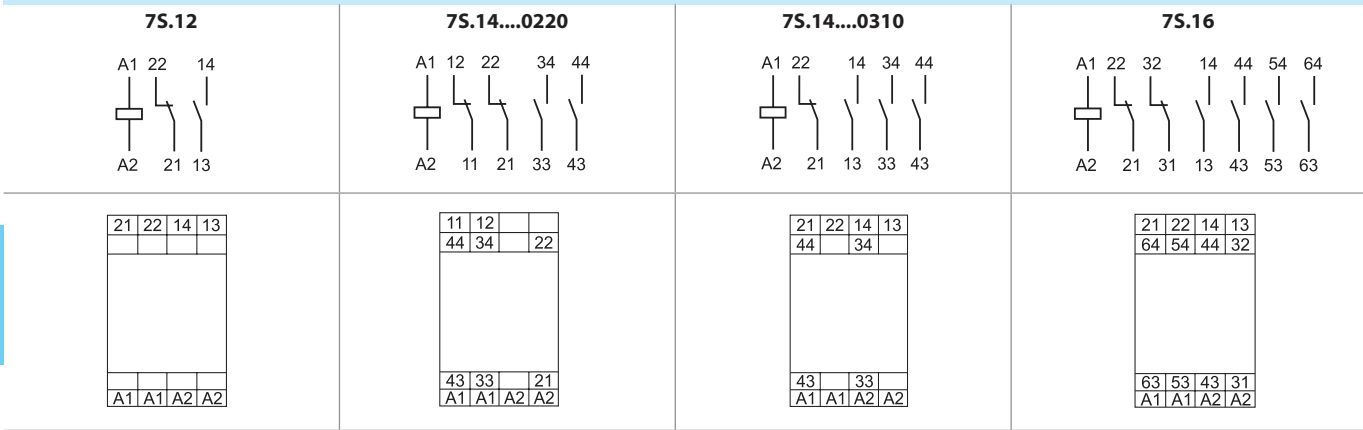 7S.12
A1 22 14
A2 21 13
21 22 14 13
A1 A1 A2 A2
7S.14....0220
A1 12 22 34 44
A2 11 21 33 43
11 12
44 34 22
43 33 21
A1 A1 A2 A2
7S.14....0310
A1 22 14 34 44
A2 21 13 33 43
21 22 14 13
44 34
43 33
A1 A1 A2 A2
7S.16
A1 22 32 14 44 54 64
A2 21 31 13 43 53 63
21 22 14 13
64 54 44 32
63 53 43 31
A1 A1 A2 A2